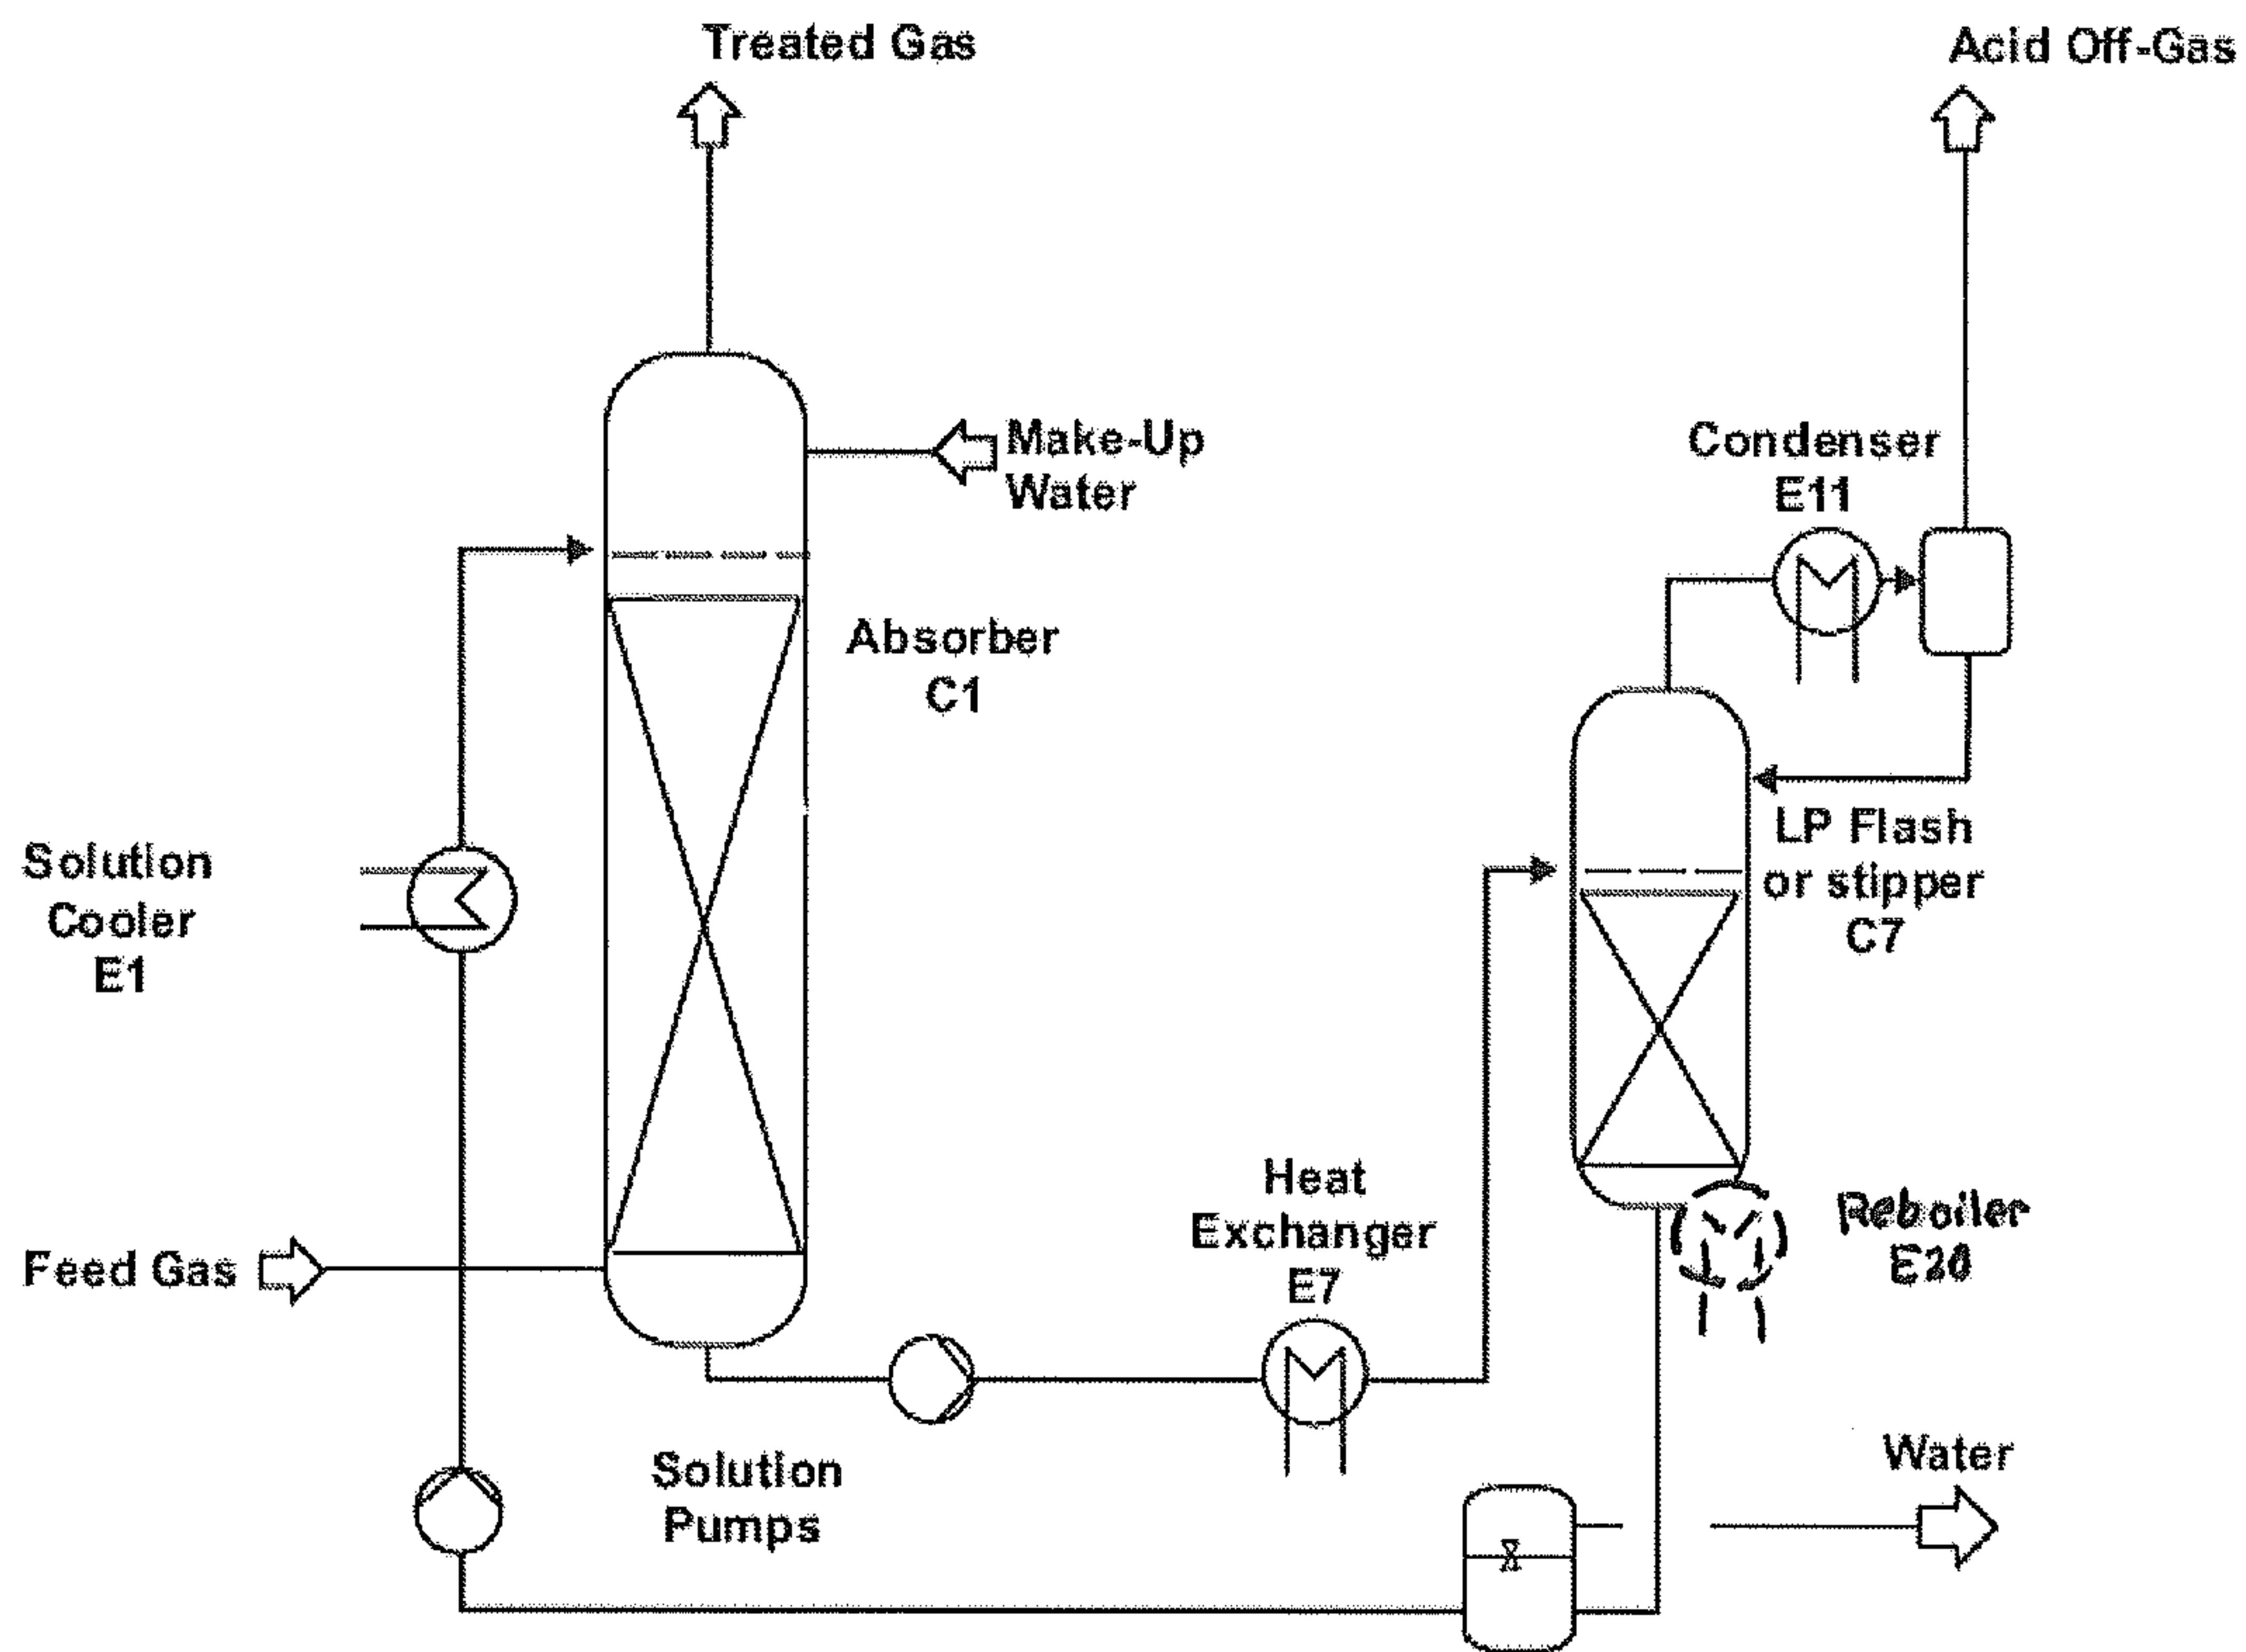 Treated Gas
Acid Off-Gas
Make-Up
Water
Condenser
E11
Absorber
C1
LP Flash
or stipper
C7
Solution
Cooler
E1
Heat
Exchanger
E7
Feed Gas
Reboiler
Solution
Pumps
Water